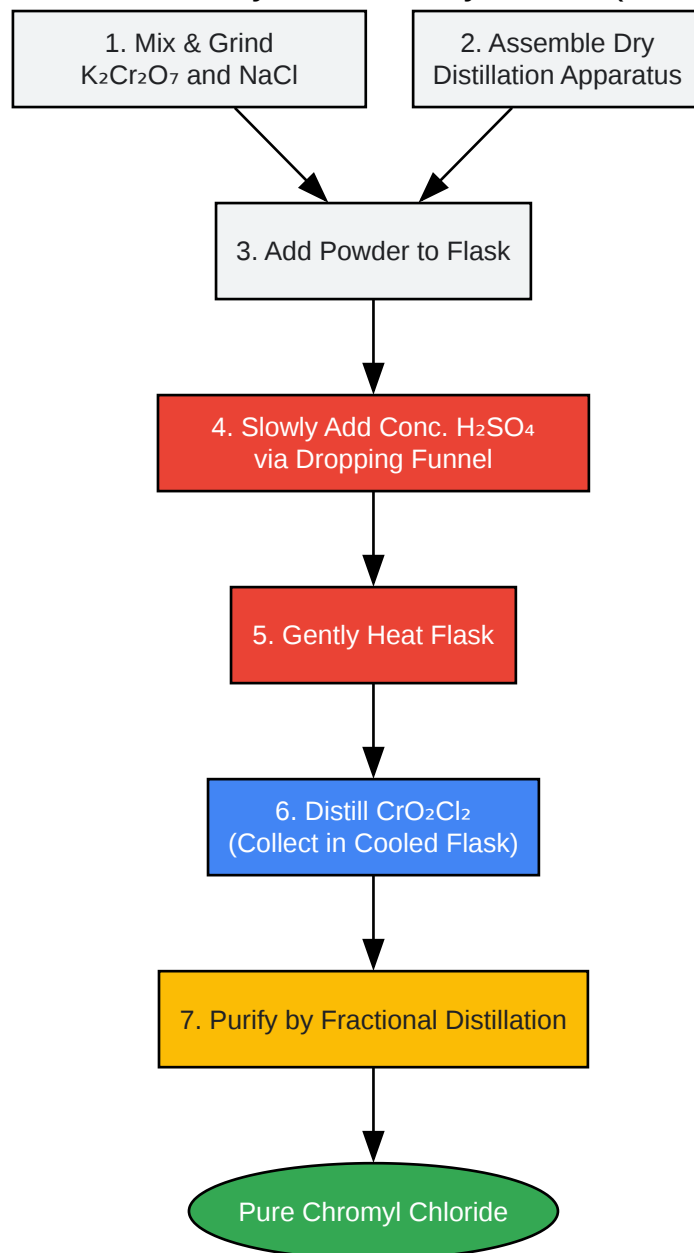 1. Mix & Grind
K₂Cr₂O₇ and NaCl
2. Assemble Dry
Distillation Apparatus
3. Add Powder to Flask
4. Slowly Add Conc. H₂SO₄
via Dropping Funnel
5. Gently Heat Flask
6. Distill CrO₂Cl₂
(Collect in Cooled Flask)
7. Purify by Fractional Distillation
Pure Chromyl Chloride